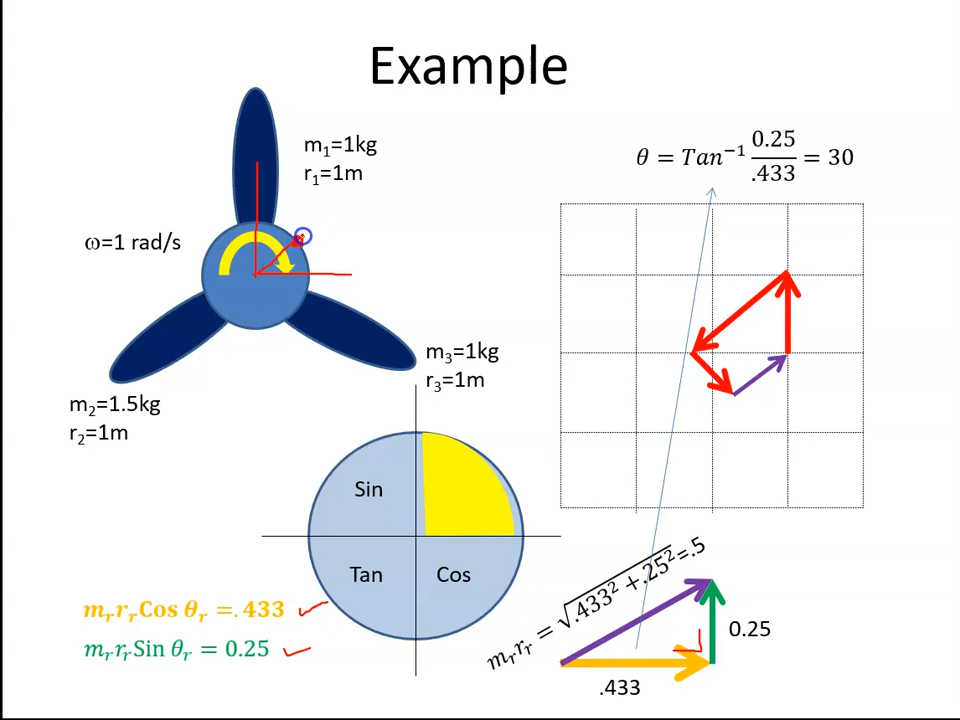 Example
m₁=1kg
r₁=1m
θ = Tan⁻¹ 0.25/.433 = 30
ω=1 rad/s
m₃=1kg
r₃=1m
m₂=1.5kg
r₂=1m
Sin
Tan
Cos
mᵣrᵣCos θᵣ =.433
mᵣrᵣSin θᵣ = 0.25
mᵣrᵣ = √.433² +.25²=.5
0.25
.433